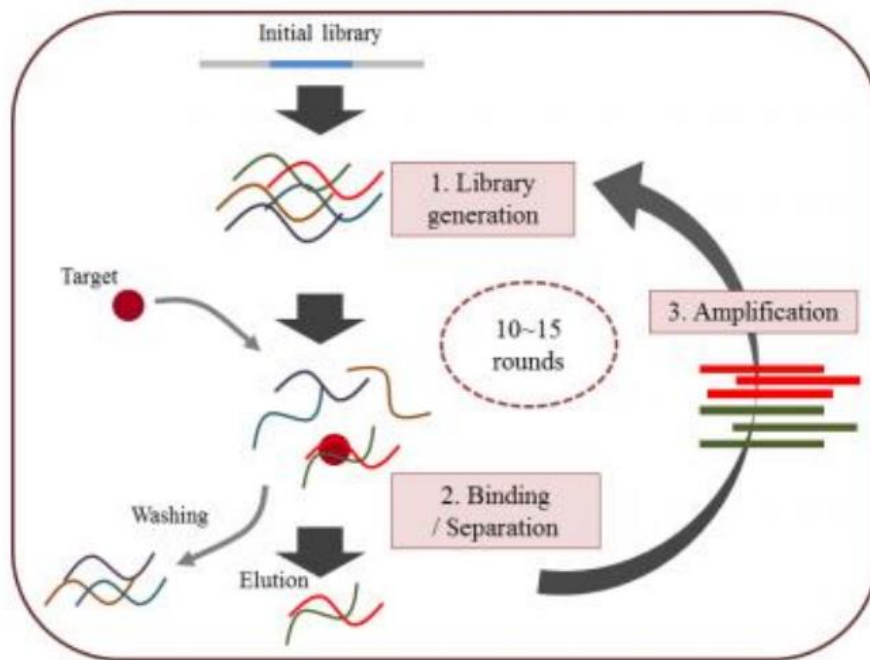 Initial library
1. Library
generation
Target
10~15
rounds
3. Amplification
2. Binding
/ Separation
Washing
Elution